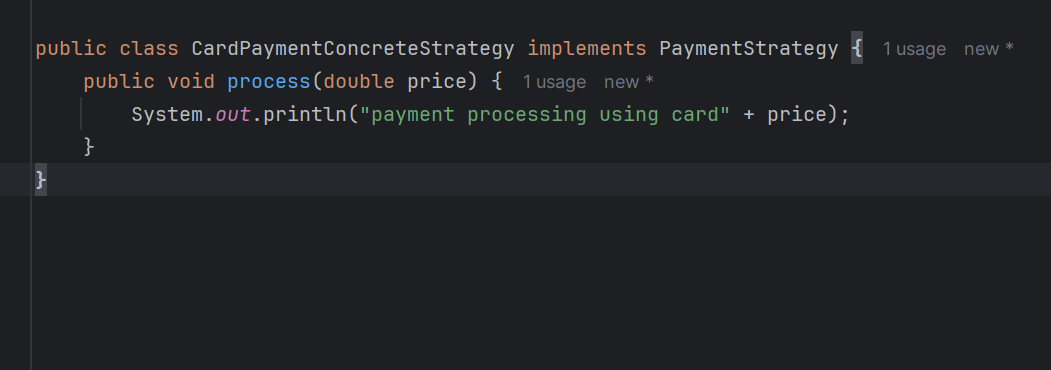 public class CardPaymentConcreteStrategy implements PaymentStrategy { 1 usage new *
public void process(double price) { 1 usage new *
System.out.println("payment processing using card" + price);
}
}